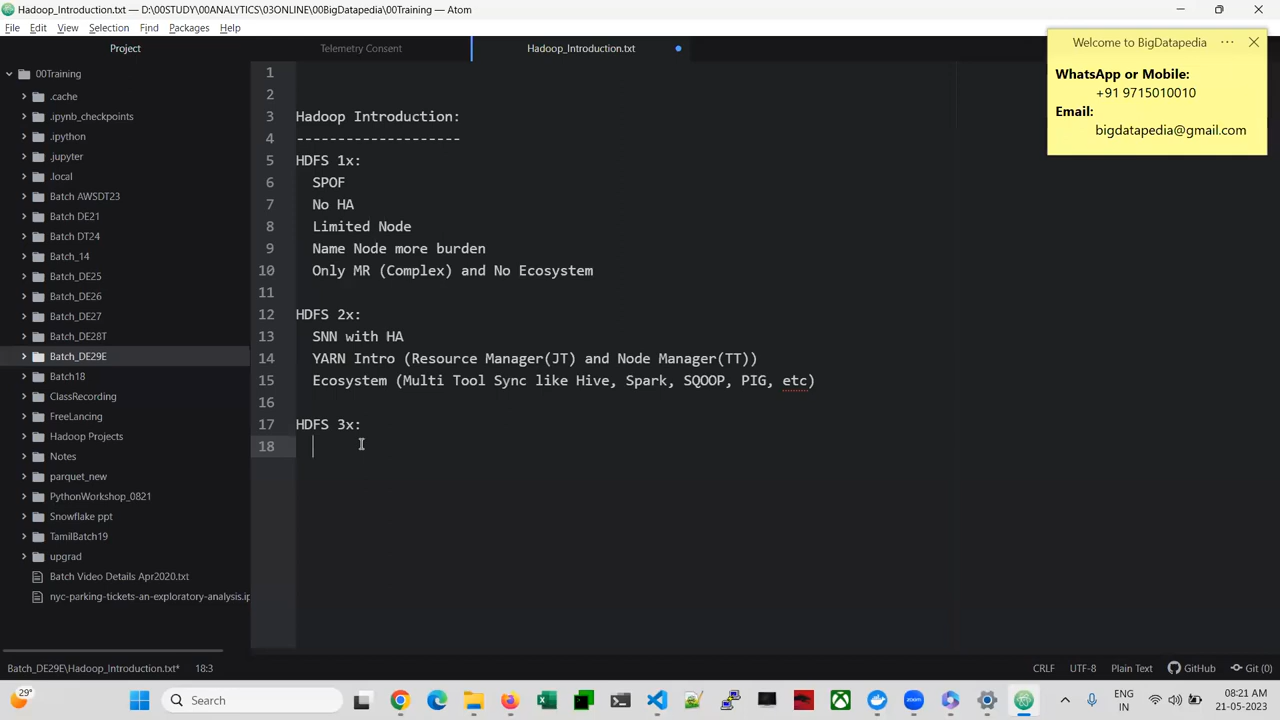 Hadoop_Introduction.txt — D:\00STUDY\00ANALYTICS\03ONLINE\00BigDatapedia\00Training — Atom
File Edit View Selection Find Packages Help
Project
Telemetry Consent
Hadoop_Introduction.txt
Welcome to BigDatapedia
WhatsApp or Mobile:
+91 9715010010
Email:
bigdatapedia@gmail.com
00Training
.cache
.ipynb_checkpoints
.ipython
.jupyter
.local
Batch AWSDT23
Batch DE21
Batch DT24
Batch_14
Batch_DE25
Batch_DE26
Batch_DE27
Batch_DE28T
Batch_DE29E
Batch18
ClassRecording
FreeLancing
Hadoop Projects
Notes
parquet_new
PythonWorkshop_0821
Snowflake ppt
TamilBatch19
upgrad
Batch Video Details Apr2020.txt
nyc-parking-tickets-an-exploratory-analysis.ip
1
2
3 Hadoop Introduction:
4 --------------------
5 HDFS 1x:
6 SPOF
7 No HA
8 Limited Node
9 Name Node more burden
10 Only MR (Complex) and No Ecosystem
11
12 HDFS 2x:
13 SNN with HA
14 YARN Intro (Resource Manager(JT) and Node Manager(TT))
15 Ecosystem (Multi Tool Sync like Hive, Spark, SQOOP, PIG, etc)
16
17 HDFS 3x:
18
Batch_DE29E\Hadoop_Introduction.txt* 18:3
CRLF UTF-8 Plain Text GitHub Git (0)
29°
Search
ENG
IN
08:21 AM
21-05-2023